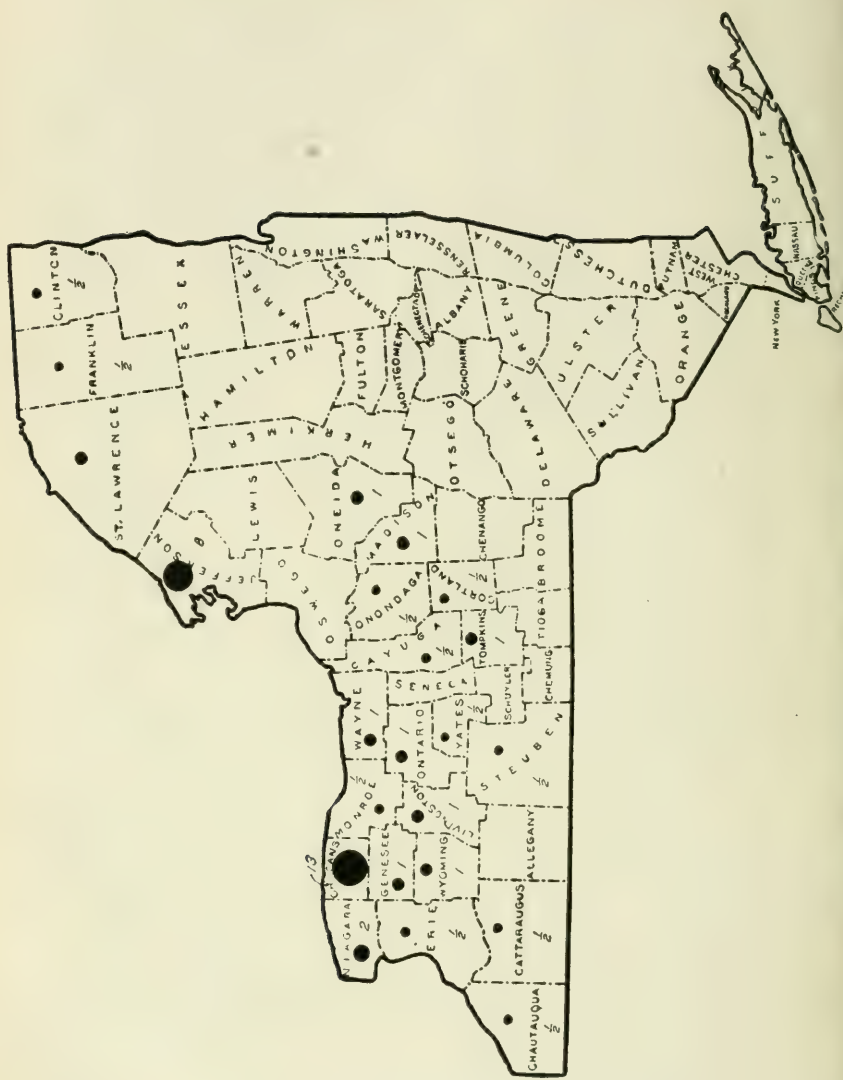 CLINTON
½
FRANKLIN
½
ST. LAWRENCE
ESSEX
HAMILTON
WARREN
WASHINGTON
SARATOGA
FULTON
HERKIMER
LEWIS
JEFFERSON
8
OSWEGO
ONEIDA
1
MADISON
1
ONONDAGA
½
CAYUGA
½
CORTLAND
½
MONTGOMERY
RENSSELAER
ALBANY
SCHOHARIE
OTSEGO
CHENANGO
COLUMBIA
GREENE
DELAWARE
BROOME
TIOGA
TOMPKINS
1
CHEMUNG
SCHUYLER
YATES
½
WAYNE
1
ONTARIO
1
STEUBEN
½
LIVINGSTON
1
MONROE
½
13
GENESEE
1
WYOMING
1
ALLEGANY
NIAGARA
2
ERIE
½
CATTARAUGUS
½
CHAUTAUQUA
½
DUTCHESS
ULSTER
SULLIVAN
ORANGE
PUTNAM
WEST
CHESTER
NEW YORK
NASSAU
SUFF